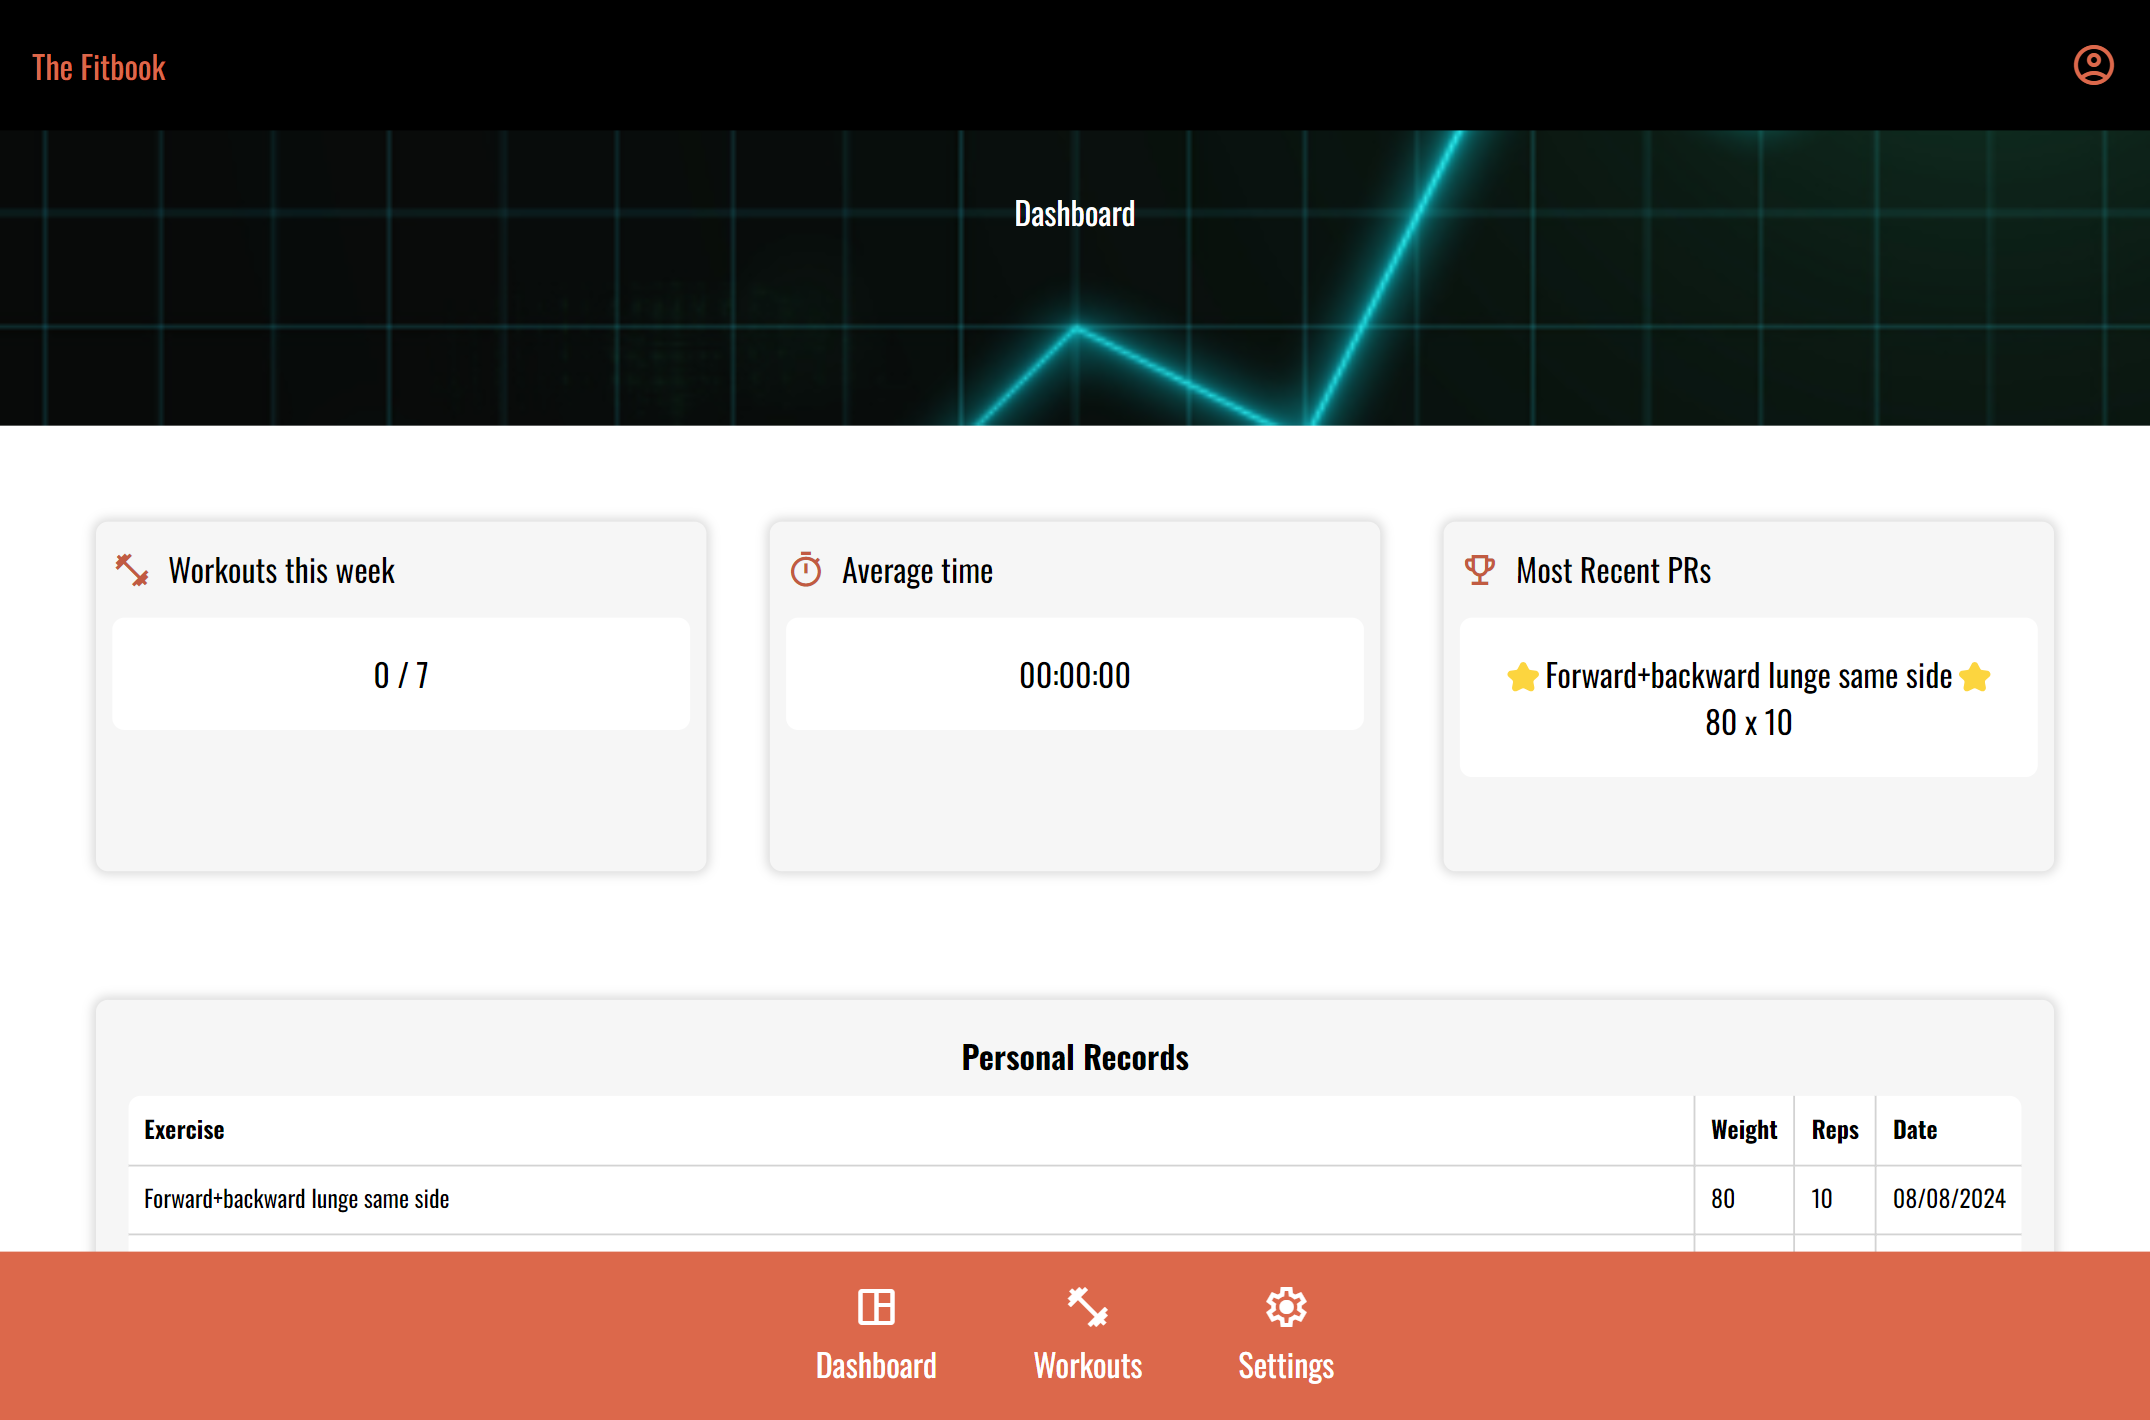 The Fitbook
Dashboard
Workouts this week
0 / 7
Average time
00:00:00
Most Recent PRs
Forward+backward lunge same side
80 x 10
Personal Records
Exercise Weight Reps Date
Forward+backward lunge same side 80 10 08/08/2024
Dashboard Workouts Settings